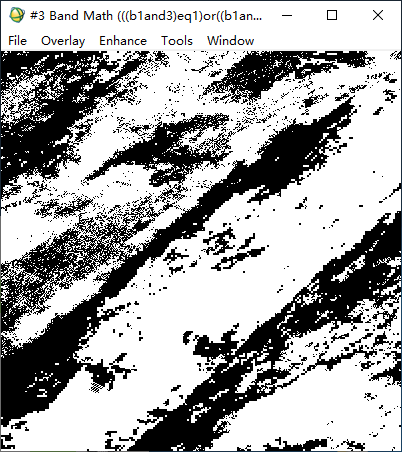 #3 Band Math (((b1and3)eq1)or((b1an...
File Overlay Enhance Tools Window